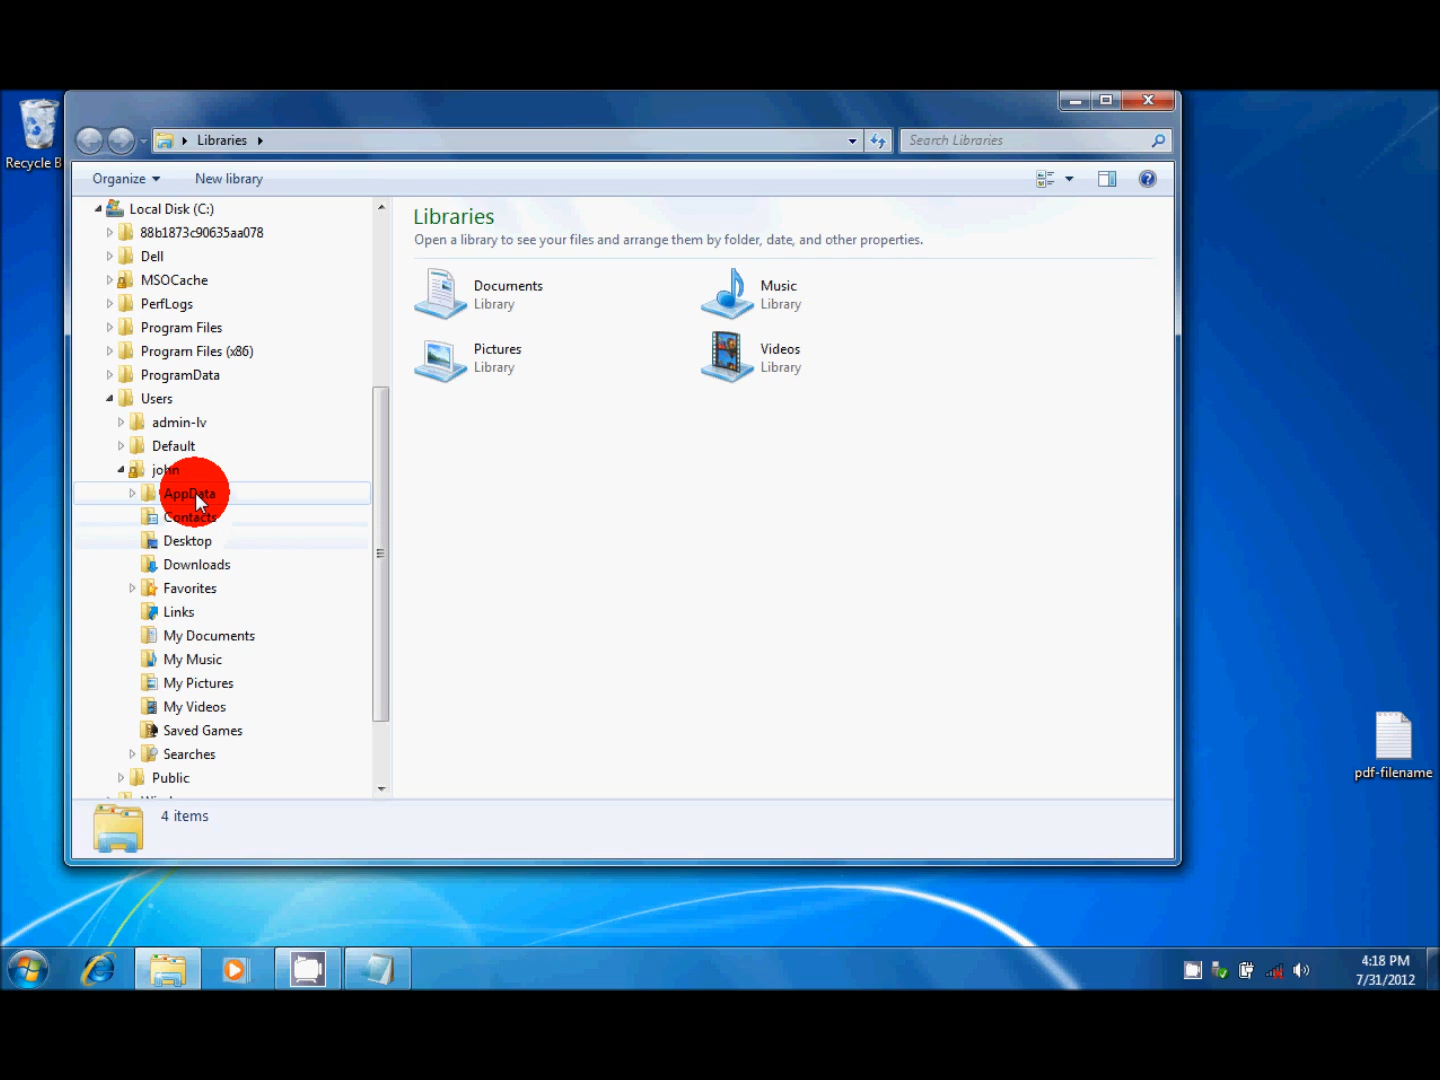 Recycle B
Libraries
Search Libraries
Organize
New library
Local Disk (C:)
88b1873c90635aa078
Dell
MSOCache
PerfLogs
Program Files
Program Files (x86)
ProgramData
Users
admin-lv
Default
john
AppData
Contacts
Desktop
Downloads
Favorites
Links
My Documents
My Music
My Pictures
My Videos
Saved Games
Searches
Public
Libraries
Open a library to see your files and arrange them by folder, date, and other properties.
Documents
Library
Music
Library
Pictures
Library
Videos
Library
4 items
pdf-filename
4:18 PM
7/31/2012